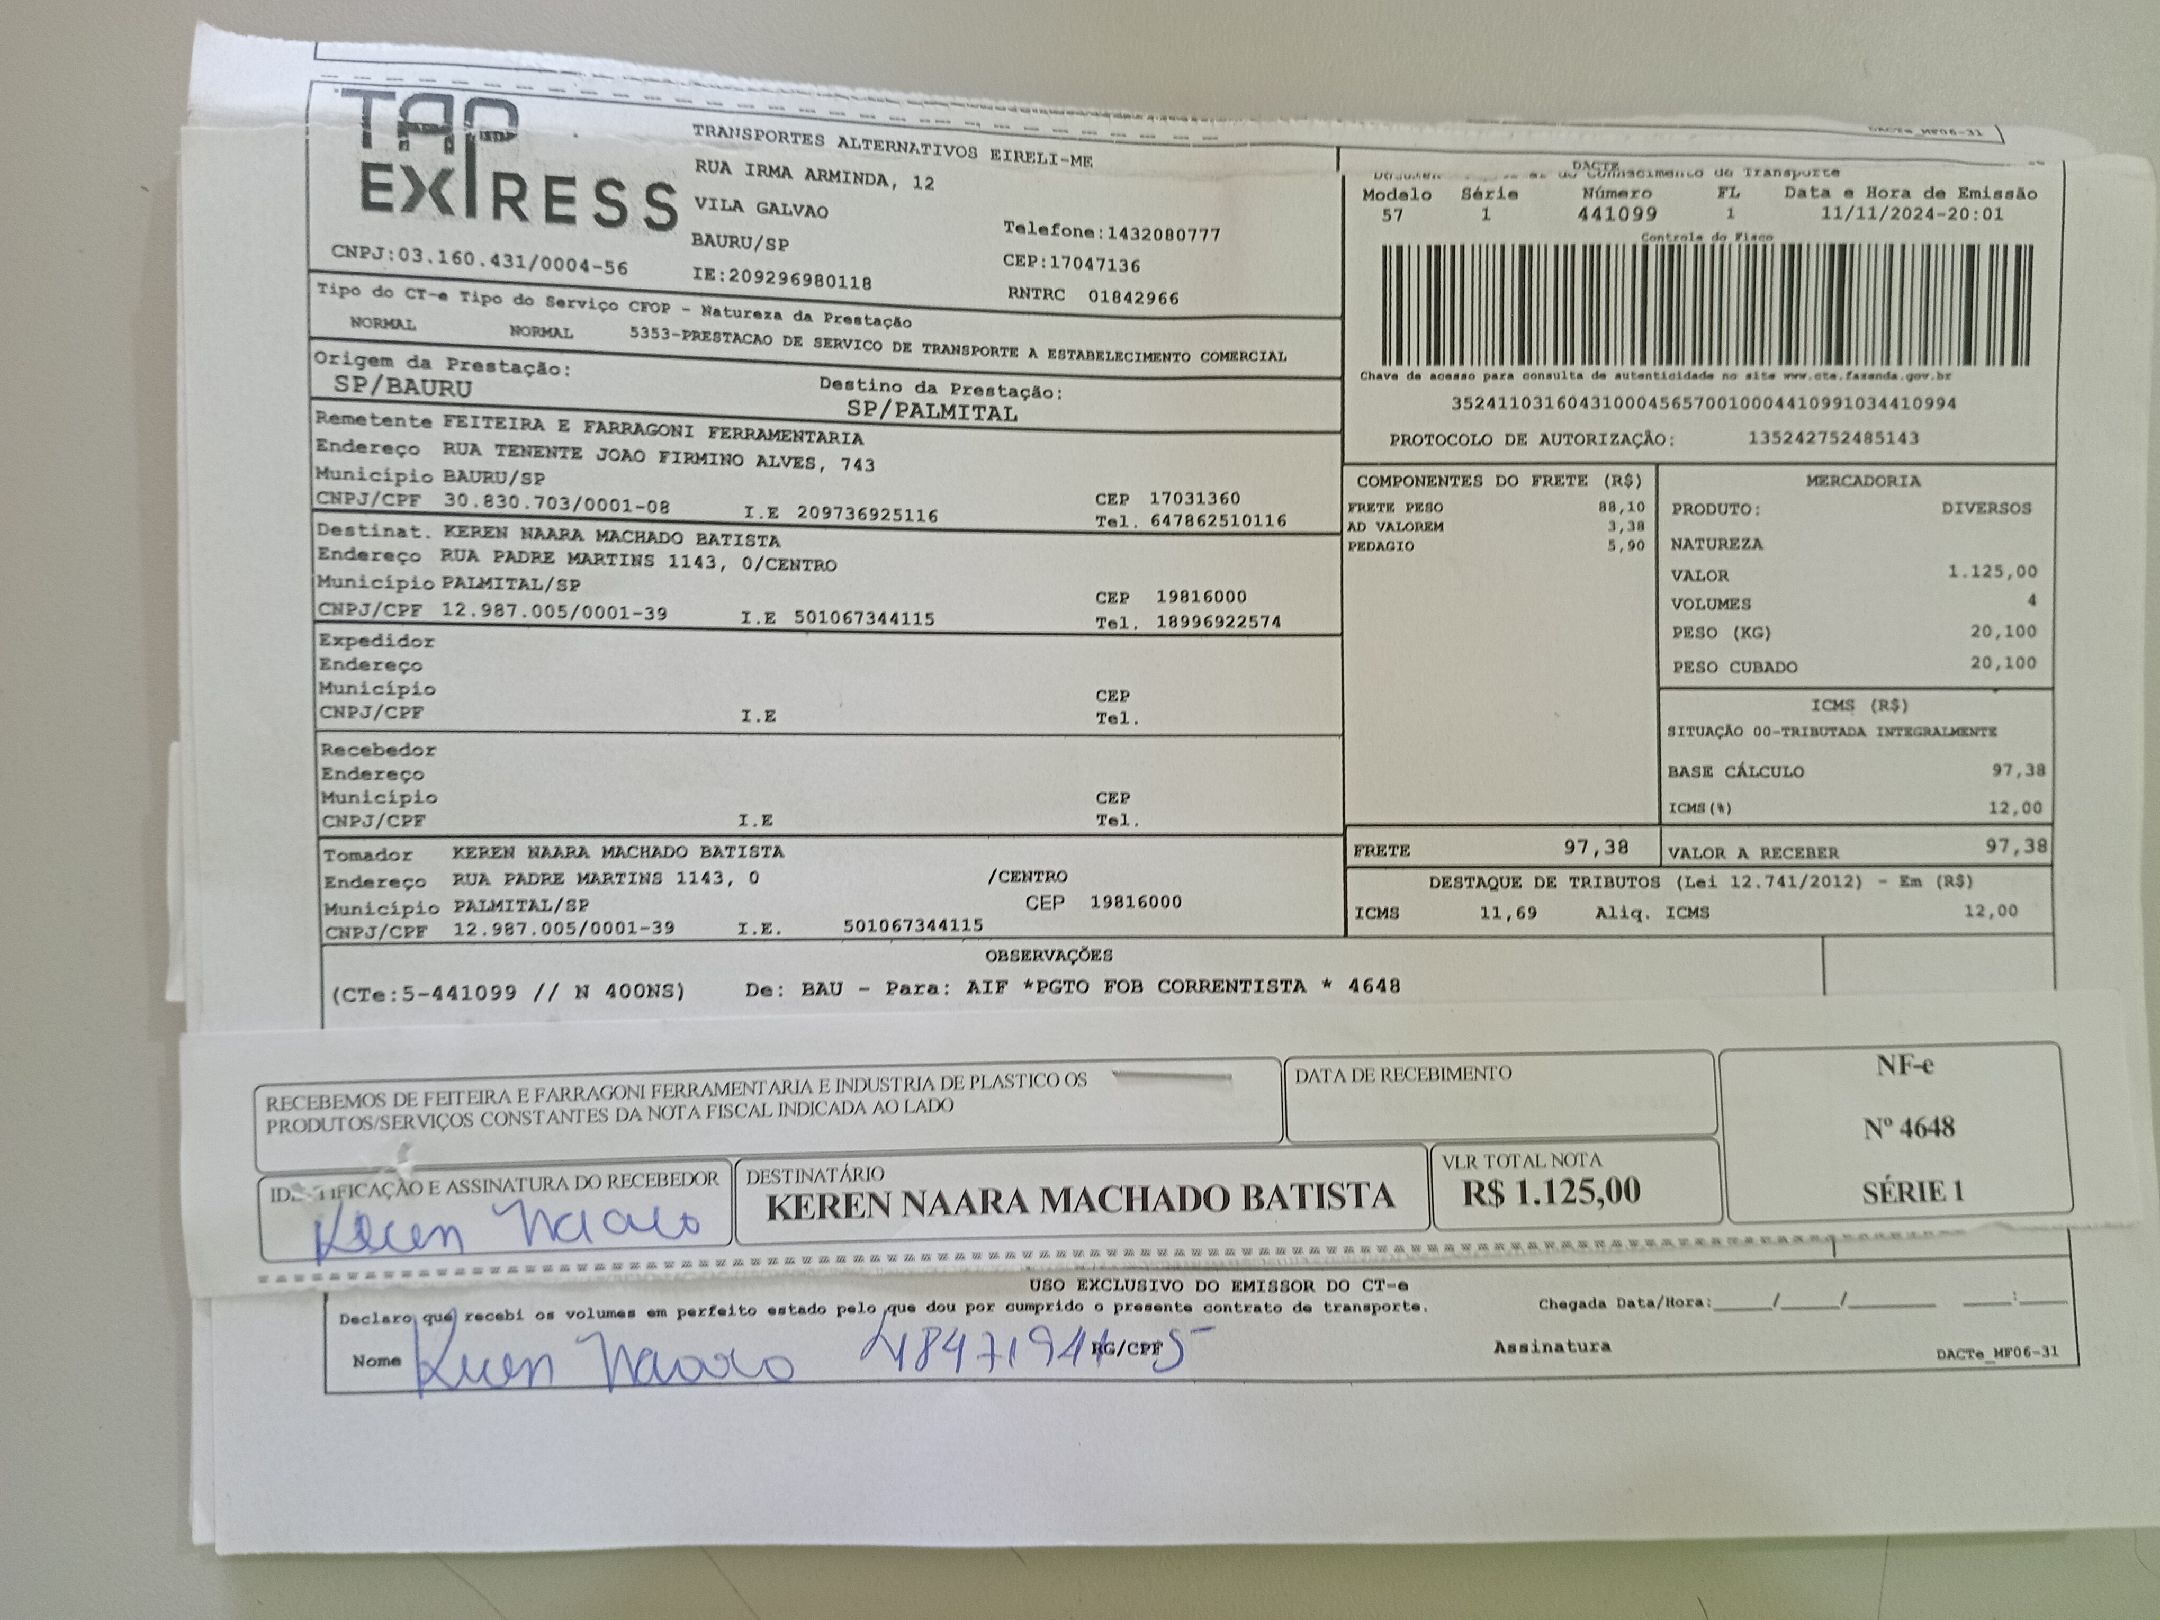 TAP
EXPRESS
CNPJ:03.160.431/0004-56
TRANSPORTES ALTERNATIVOS EIRELI-ME
RUA IRMA ARMINDA, 12
VILA GALVAO
BAURU/SP
IE:209296980118
Telefone:1432080777
CEP:17047136
RNTRC 01842966
DACTe_MF06-31
DACTE
do Conhecimento de Transporte
Modelo Série Número FL Data e Hora de Emissão
57 1 441099 1 11/11/2024-20:01
Controle do Fisco
Chave de acesso para consulta de autenticidade no site www.cte.fazenda.gov.br
35241103160431000456570010004410991034410994
PROTOCOLO DE AUTORIZAÇÃO: 135242752485143
Tipo do CT-e Tipo do Serviço CFOP - Natureza da Prestação
NORMAL NORMAL 5353-PRESTACAO DE SERVICO DE TRANSPORTE A ESTABELECIMENTO COMERCIAL
Origem da Prestação: Destino da Prestação:
SP/BAURU SP/PALMITAL
Remetente FEITEIRA E FARRAGONI FERRAMENTARIA
Endereço RUA TENENTE JOAO FIRMINO ALVES, 743
Município BAURU/SP CEP 17031360
CNPJ/CPF 30.830.703/0001-08 I.E 209736925116 Tel. 647862510116
Destinat. KEREN NAARA MACHADO BATISTA
Endereço RUA PADRE MARTINS 1143, 0/CENTRO
Município PALMITAL/SP CEP 19816000
CNPJ/CPF 12.987.005/0001-39 I.E 501067344115 Tel. 18996922574
Expedidor
Endereço
Município CEP
CNPJ/CPF I.E Tel.
Recebedor
Endereço
Município CEP
CNPJ/CPF I.E Tel.
Tomador KEREN NAARA MACHADO BATISTA
Endereço RUA PADRE MARTINS 1143, 0 /CENTRO
Município PALMITAL/SP CEP 19816000
CNPJ/CPF 12.987.005/0001-39 I.E. 501067344115
COMPONENTES DO FRETE (R$)
FRETE PESO 88,10
AD VALOREM 3,38
PEDAGIO 5,90
MERCADORIA
PRODUTO: DIVERSOS
NATUREZA
VALOR 1.125,00
VOLUMES 4
PESO (KG) 20,100
PESO CUBADO 20,100
ICMS (R$)
SITUAÇÃO 00-TRIBUTADA INTEGRALMENTE
BASE CÁLCULO 97,38
ICMS(%) 12,00
FRETE 97,38 VALOR A RECEBER 97,38
DESTAQUE DE TRIBUTOS (Lei 12.741/2012) - Em (R$)
ICMS 11,69 Aliq. ICMS 12,00
OBSERVAÇÕES
(CTe:5-441099 // N 400NS) De: BAU - Para: AIF *PGTO FOB CORRENTISTA * 4648
RECEBEMOS DE FEITEIRA E FARRAGONI FERRAMENTARIA E INDUSTRIA DE PLASTICO OS
PRODUTOS/SERVIÇOS CONSTANTES DA NOTA FISCAL INDICADA AO LADO
DATA DE RECEBIMENTO
NF-e
Nº 4648
SÉRIE 1
IDENTIFICAÇÃO E ASSINATURA DO RECEBEDOR
Keren Naara
DESTINATÁRIO
KEREN NAARA MACHADO BATISTA
VLR TOTAL NOTA
R$ 1.125,00
USO EXCLUSIVO DO EMISSOR DO CT-e
Declaro que recebi os volumes em perfeito estado pelo que dou por cumprido o presente contrato de transporte.
Chegada Data/Hora:____/____/________ ____:____
Nome Keren Naara RG/CPF Assinatura
DACTe_MF06-31